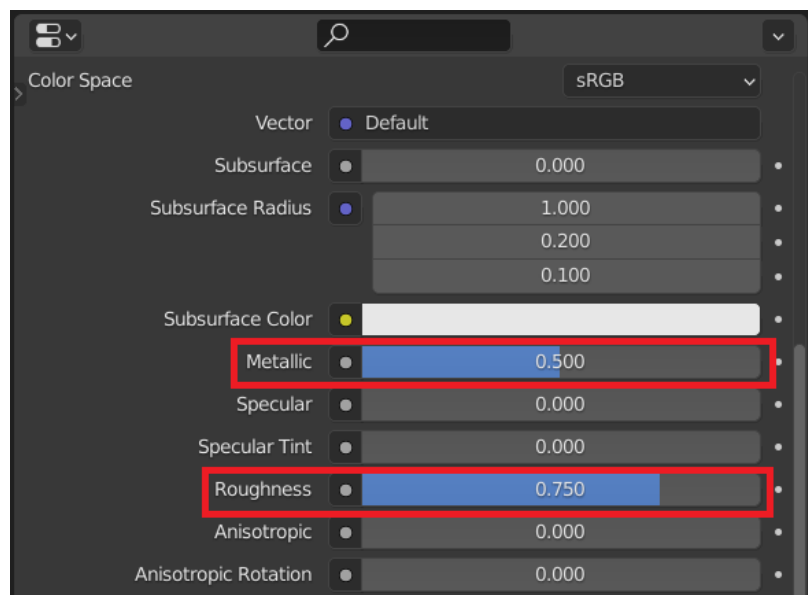 Color Space sRGB
Vector Default
Subsurface 0.000
Subsurface Radius 1.000
0.200
0.100
Subsurface Color
Metallic 0.500
Specular 0.000
Specular Tint 0.000
Roughness 0.750
Anisotropic 0.000
Anisotropic Rotation 0.000